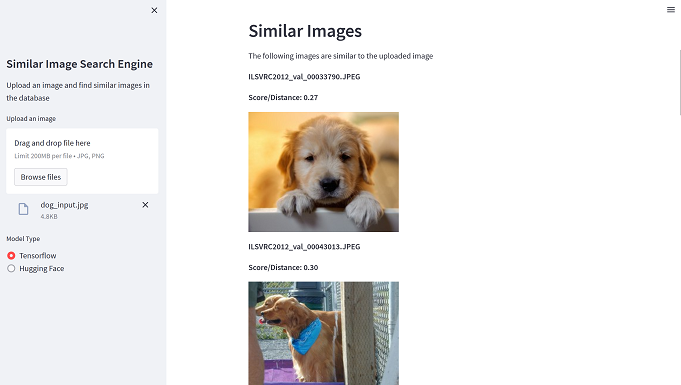 Similar Image Search Engine
Upload an image and find similar images in
the database
Upload an image
Drag and drop file here
Limit 200MB per file • JPG, PNG
Browse files
dog_input.jpg
4.8KB
Model Type
Tensorflow
Hugging Face
Similar Images
The following images are similar to the uploaded image
ILSVRC2012_val_00033790.JPEG
Score/Distance: 0.27
ILSVRC2012_val_00043013.JPEG
Score/Distance: 0.30